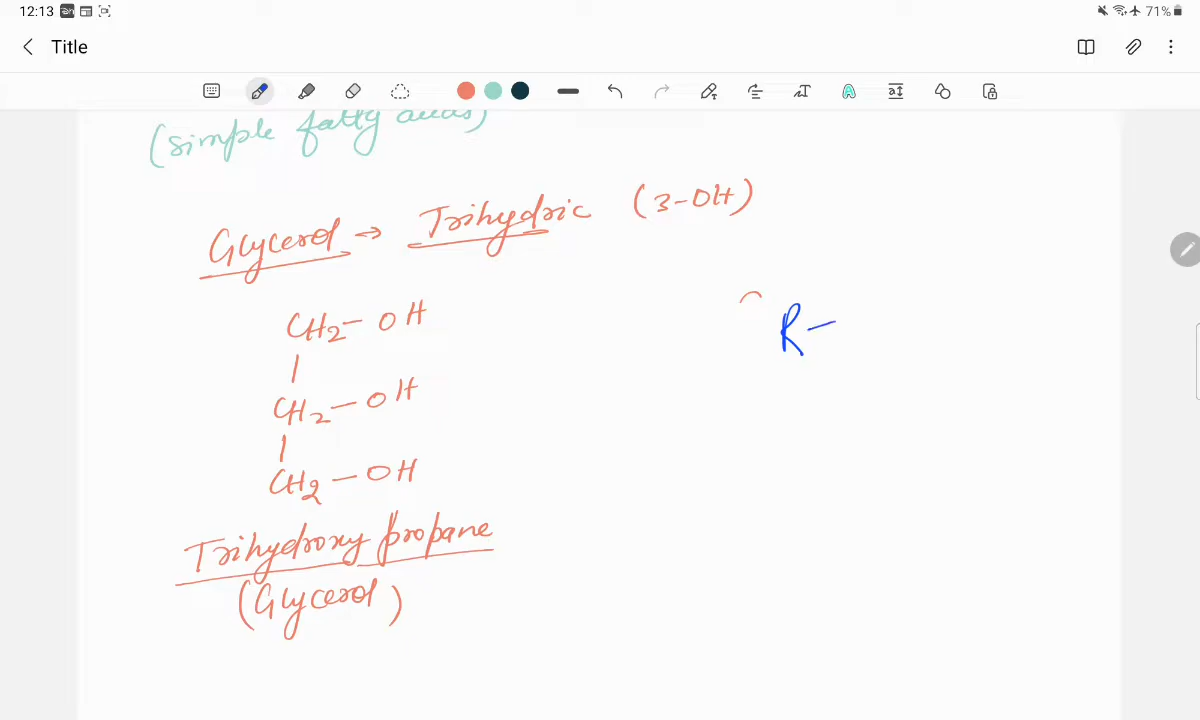 12:13
71%
Title
(simple fatty acids)
Glycerol → Trihydric (3-OH)
CH2 - OH
CH2 - OH
CH2 - OH
R-
Trihydroxy propane
(Glycerol)